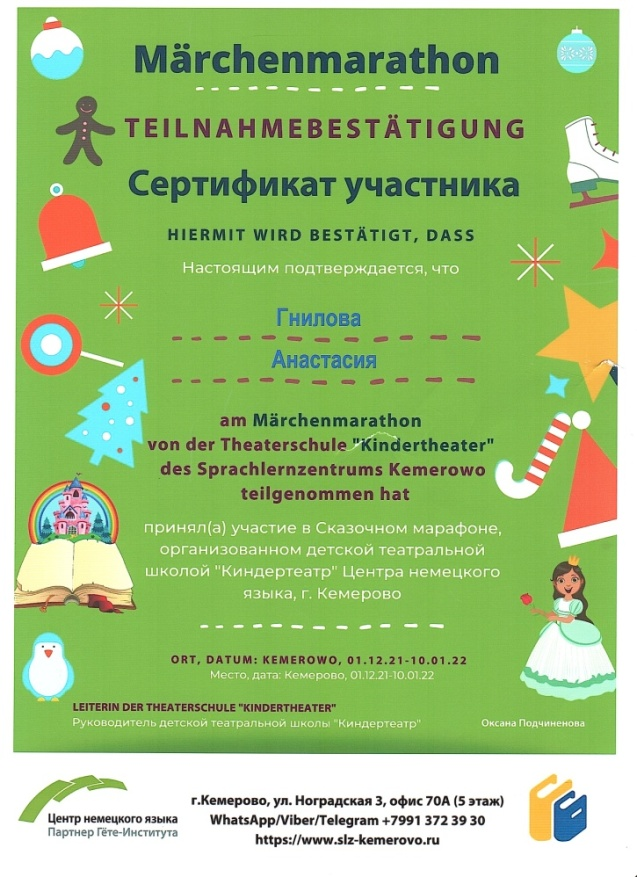 Märchenmarathon
TEILNAHMEBESTÄTIGUNG
Сертификат участника
HIERMIT WIRD BESTÄTIGT, DASS
Настоящим подтверждается, что
Гнилова
Анастасия
am Märchenmarathon
von der Theaterschule "Kindertheater"
des Sprachlernzentrums Kemerowo
teilgenommen hat
принял(а) участие в Сказочном марафоне,
организованном детской театральной
школой "Киндертеатр" Центра немецкого
языка, г. Кемерово
ORT, DATUM: KEMEROWO, 01.12.21-10.01.22
Место, дата: Кемерово, 01.12.21-10.01.22
LEITERIN DER THEATERSCHULE "KINDERTHEATER"
Руководитель детской театральной школы "Киндертеатр" Оксана Подчиненова
Центр немецкого языка
Партнер Гёте-Института
г.Кемерово, ул. Ноградская 3, офис 70А (5 этаж)
WhatsApp/Viber/Telegram +7991 372 39 30
https://www.slz-kemerovo.ru